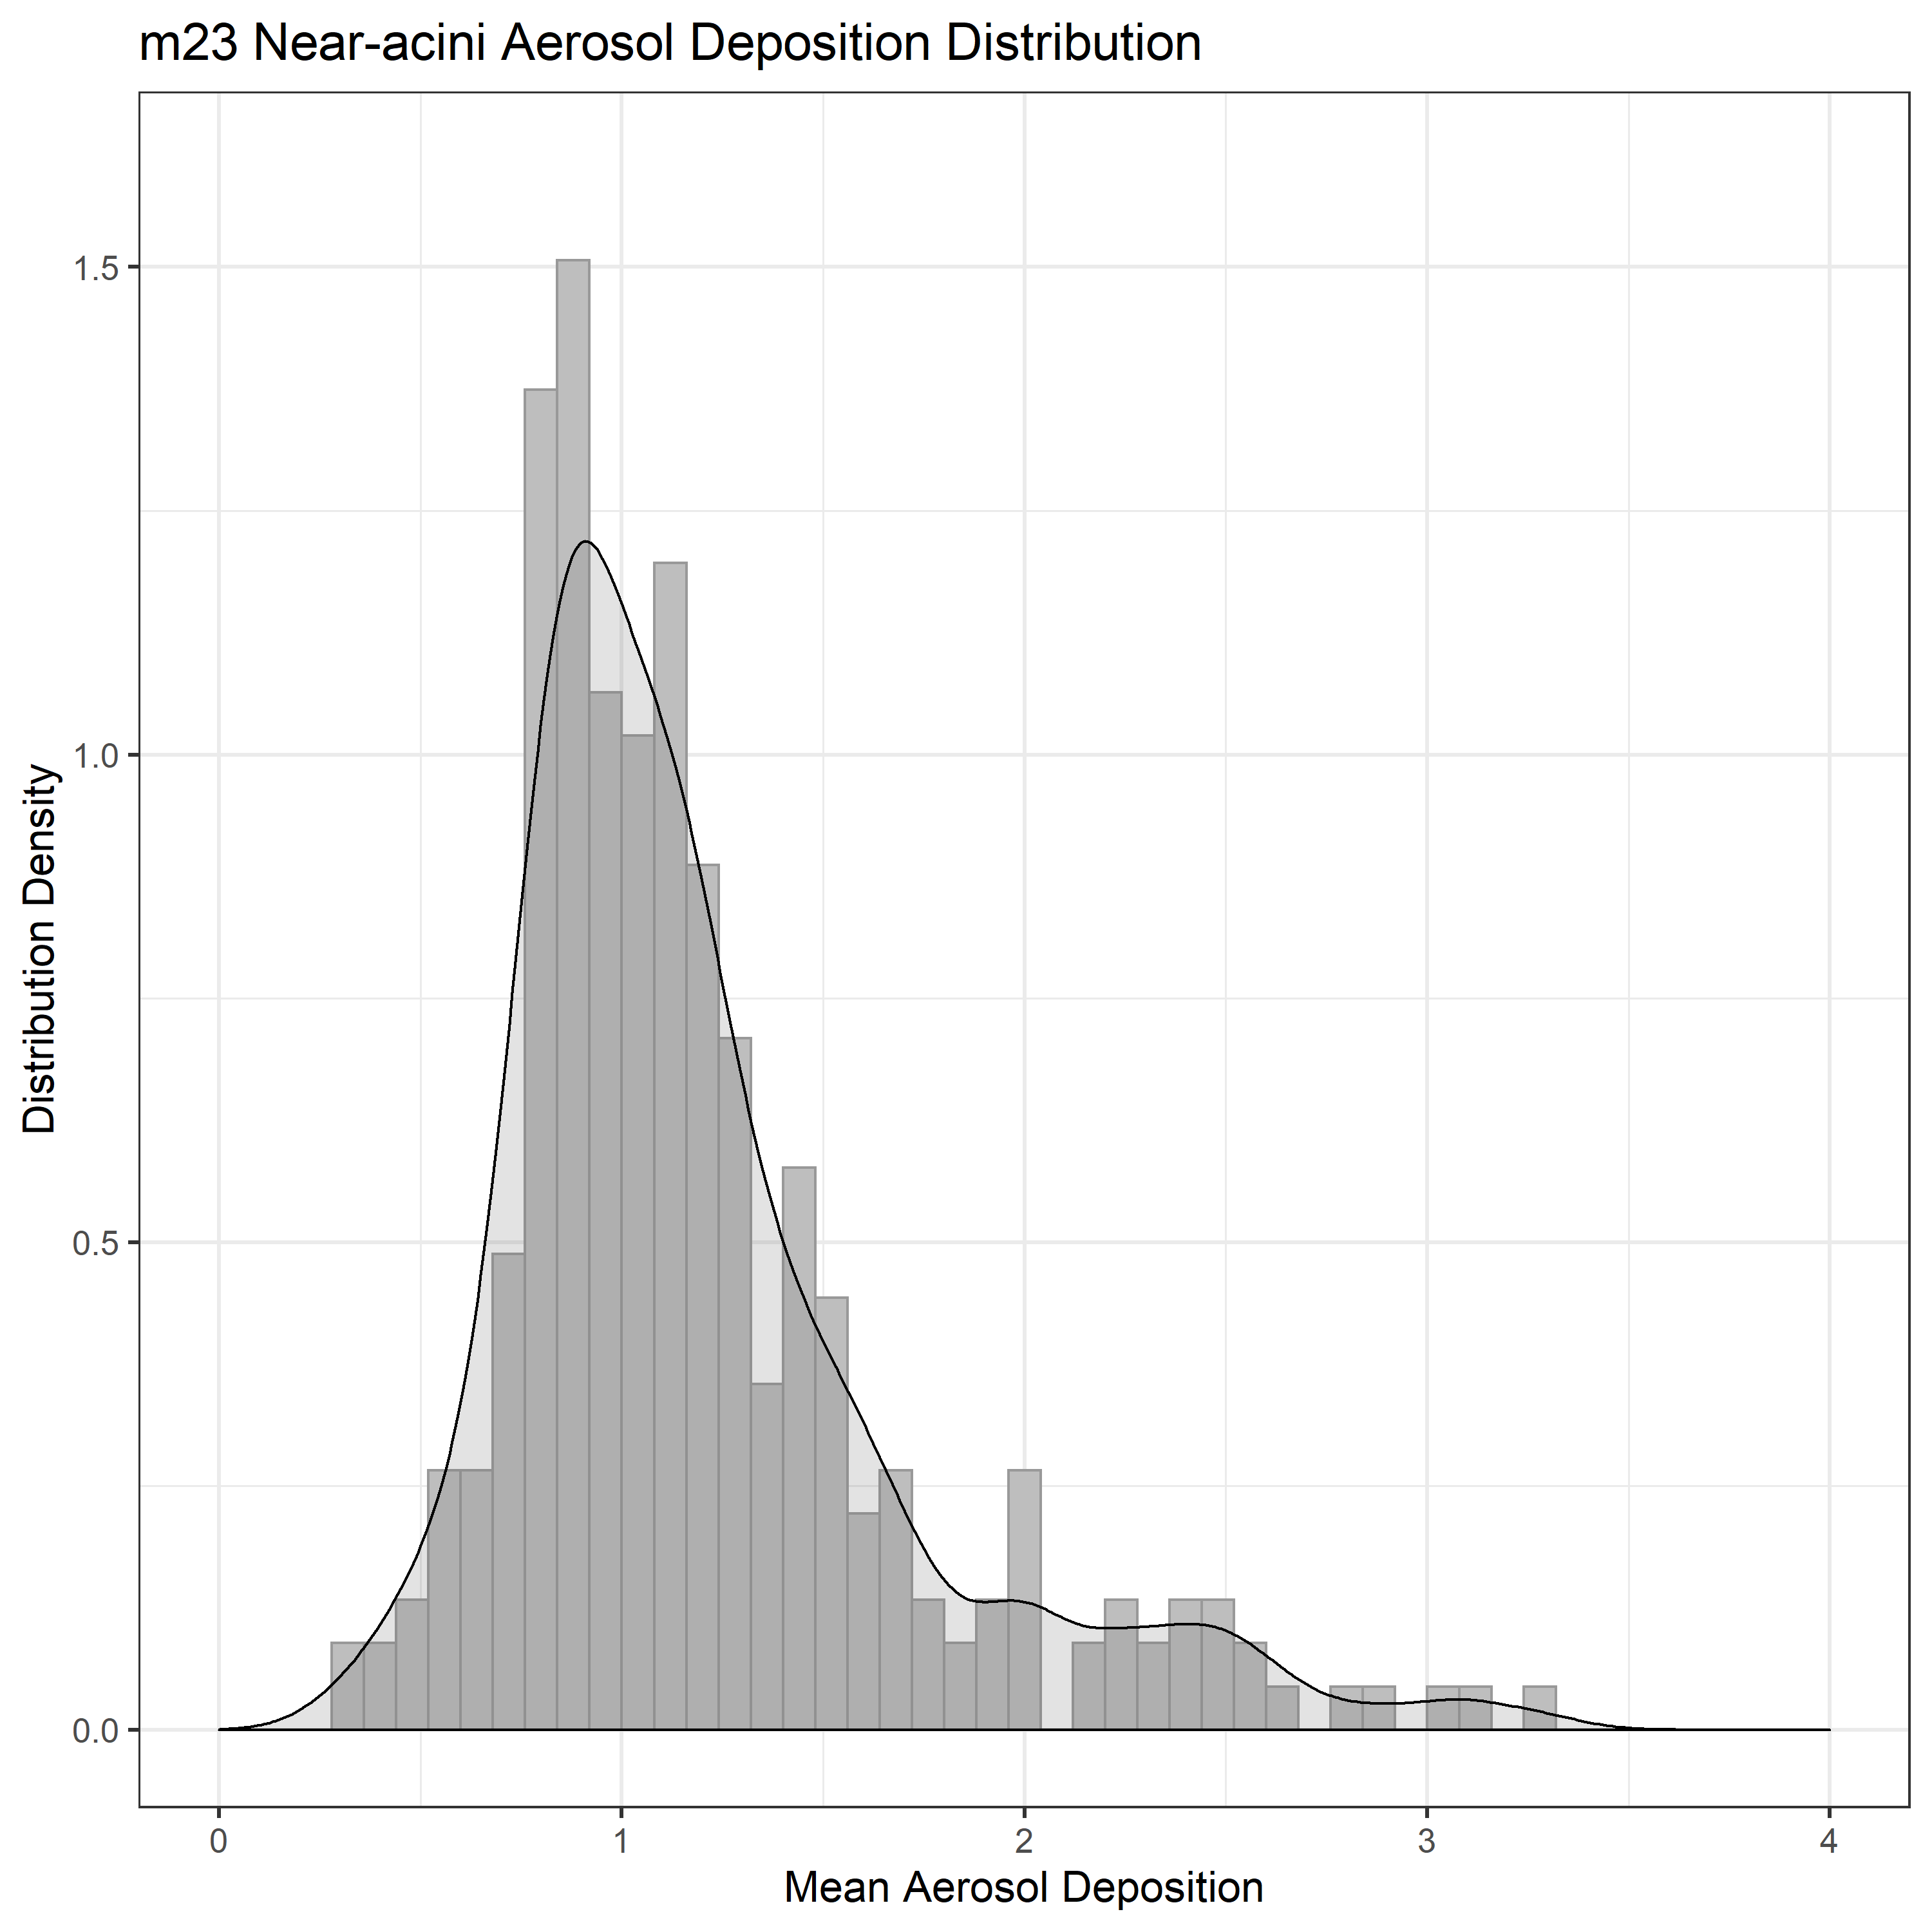 m23 Near-acini Aerosol Deposition Distribution
Distribution Density
1.5
1.0
0.5
0.0
0 1 2 3 4
Mean Aerosol Deposition